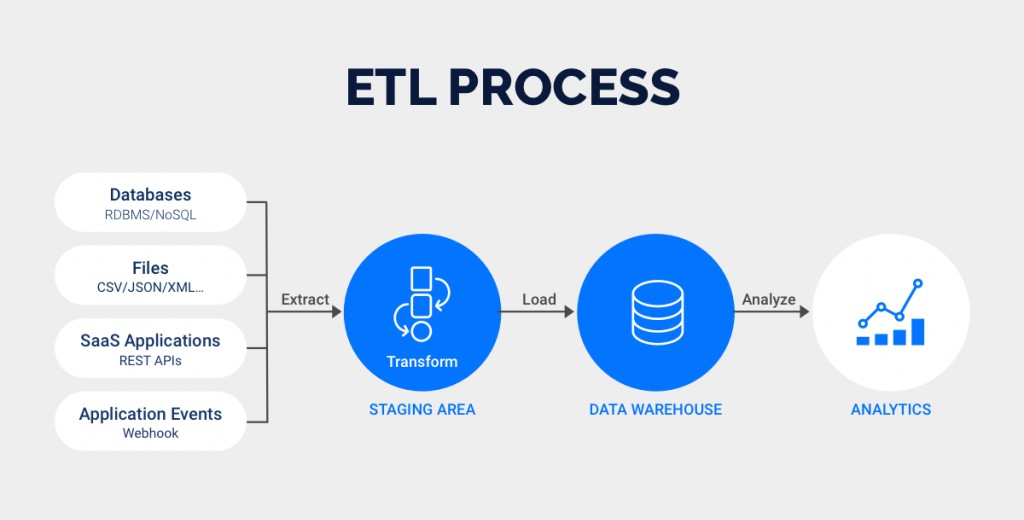 ETL PROCESS
Databases
RDBMS/NoSQL
Files
CSV/JSON/XML...
SaaS Applications
REST APIs
Application Events
Webhook
Extract
Transform
STAGING AREA
Load
DATA WAREHOUSE
Analyze
ANALYTICS